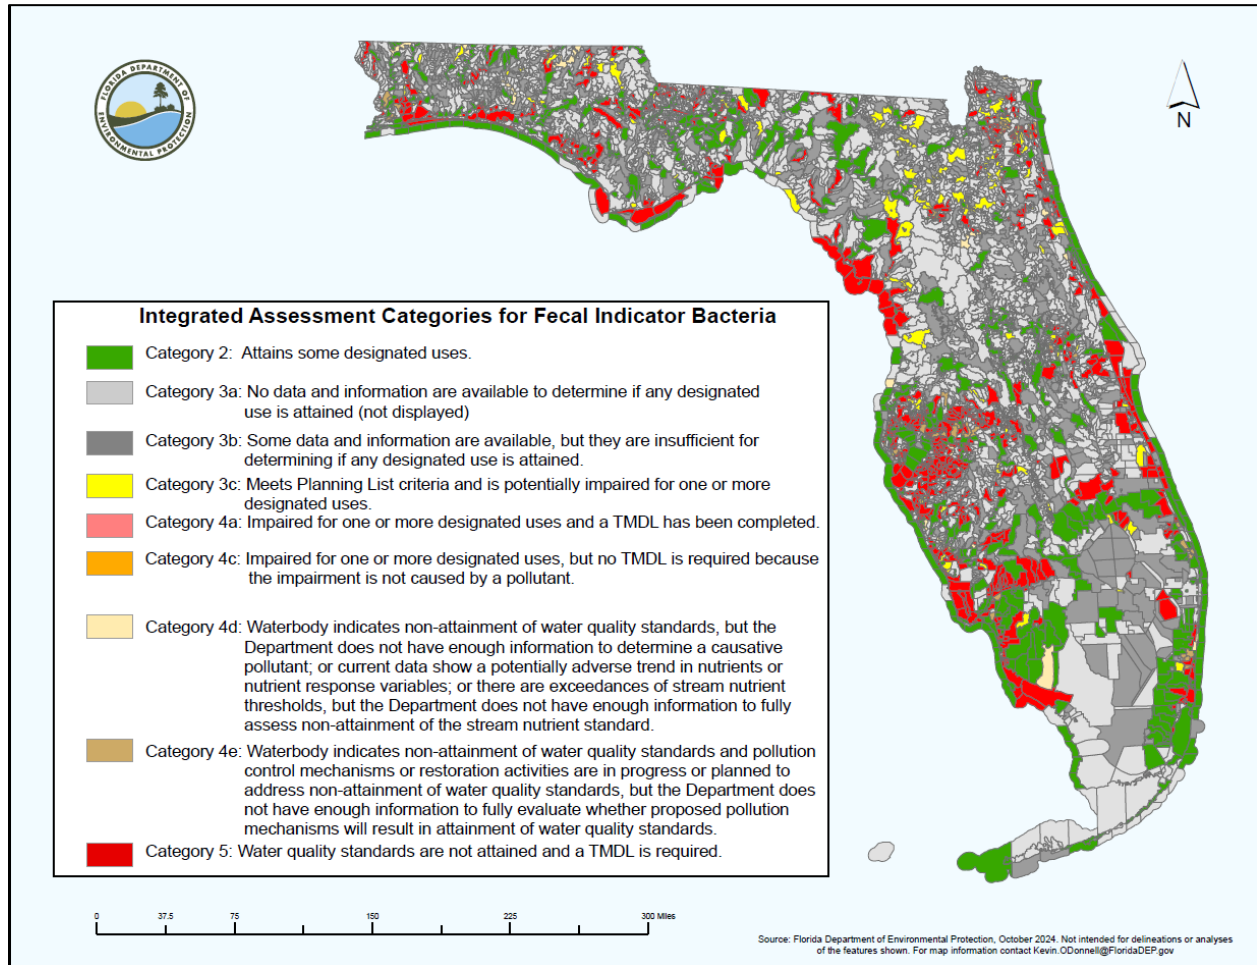 FLORIDA DEPARTMENT OF
ENVIRONMENTAL PROTECTION
N
Integrated Assessment Categories for Fecal Indicator Bacteria
Category 2: Attains some designated uses.
Category 3a: No data and information are available to determine if any designated
use is attained (not displayed)
Category 3b: Some data and information are available, but they are insufficient for
determining if any designated use is attained.
Category 3c: Meets Planning List criteria and is potentially impaired for one or more
designated uses.
Category 4a: Impaired for one or more designated uses and a TMDL has been completed.
Category 4c: Impaired for one or more designated uses, but no TMDL is required because
the impairment is not caused by a pollutant.
Category 4d: Waterbody indicates non-attainment of water quality standards, but the
Department does not have enough information to determine a causative
pollutant; or current data show a potentially adverse trend in nutrients or
nutrient response variables; or there are exceedances of stream nutrient
thresholds, but the Department does not have enough information to fully
assess non-attainment of the stream nutrient standard.
Category 4e: Waterbody indicates non-attainment of water quality standards and pollution
control mechanisms or restoration activities are in progress or planned to
address non-attainment of water quality standards, but the Department does
not have enough information to fully evaluate whether proposed pollution
mechanisms will result in attainment of water quality standards.
Category 5: Water quality standards are not attained and a TMDL is required.
0 37.5 75 150 225 300 Miles
Source: Florida Department of Environmental Protection, October 2024. Not intended for delineations or analyses
of the features shown. For map information contact Kevin.ODonnell@FloridaDEP.gov